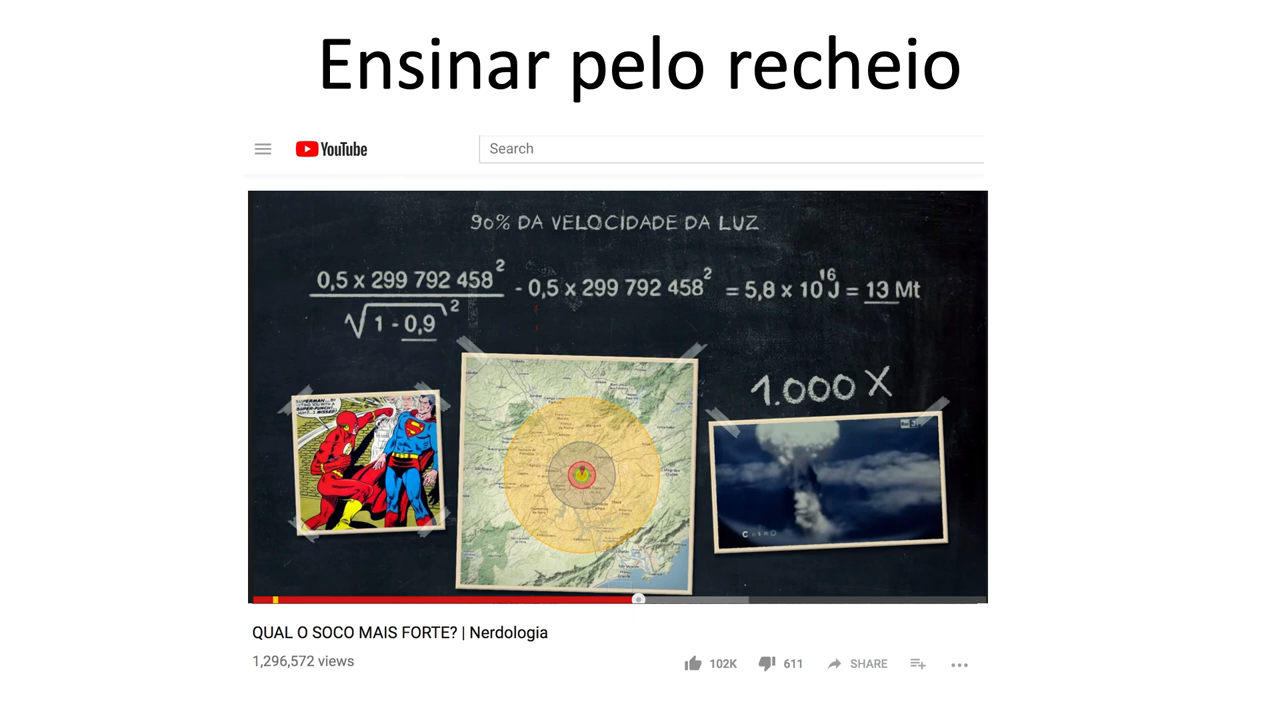 Ensinar pelo recheio
YouTube
Search
90% DA VELOCIDADE DA LUZ
0,5 x 299 792 458²
√1 - 0,9 ²
- 0,5 x 299 792 458² = 5,8 x 10¹⁶J = 13 Mt
1.000 X
QUAL O SOCO MAIS FORTE? | Nerdologia
1,296,572 views
102K
611
SHARE